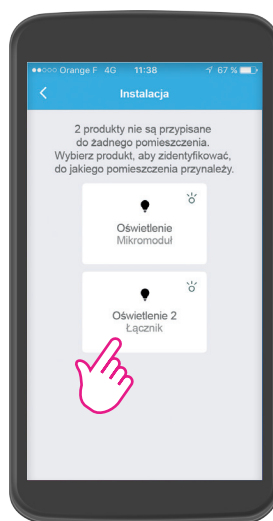 ●●○○○ Orange F 4G 11:38 67 %
Instalacja
2 produkty nie są przypisane
do żadnego pomieszczenia.
Wybierz produkt, aby zidentyfikować,
do jakiego pomieszczenia przynależy.
Oświetlenie
Mikromoduł
Oświetlenie 2
Łącznik